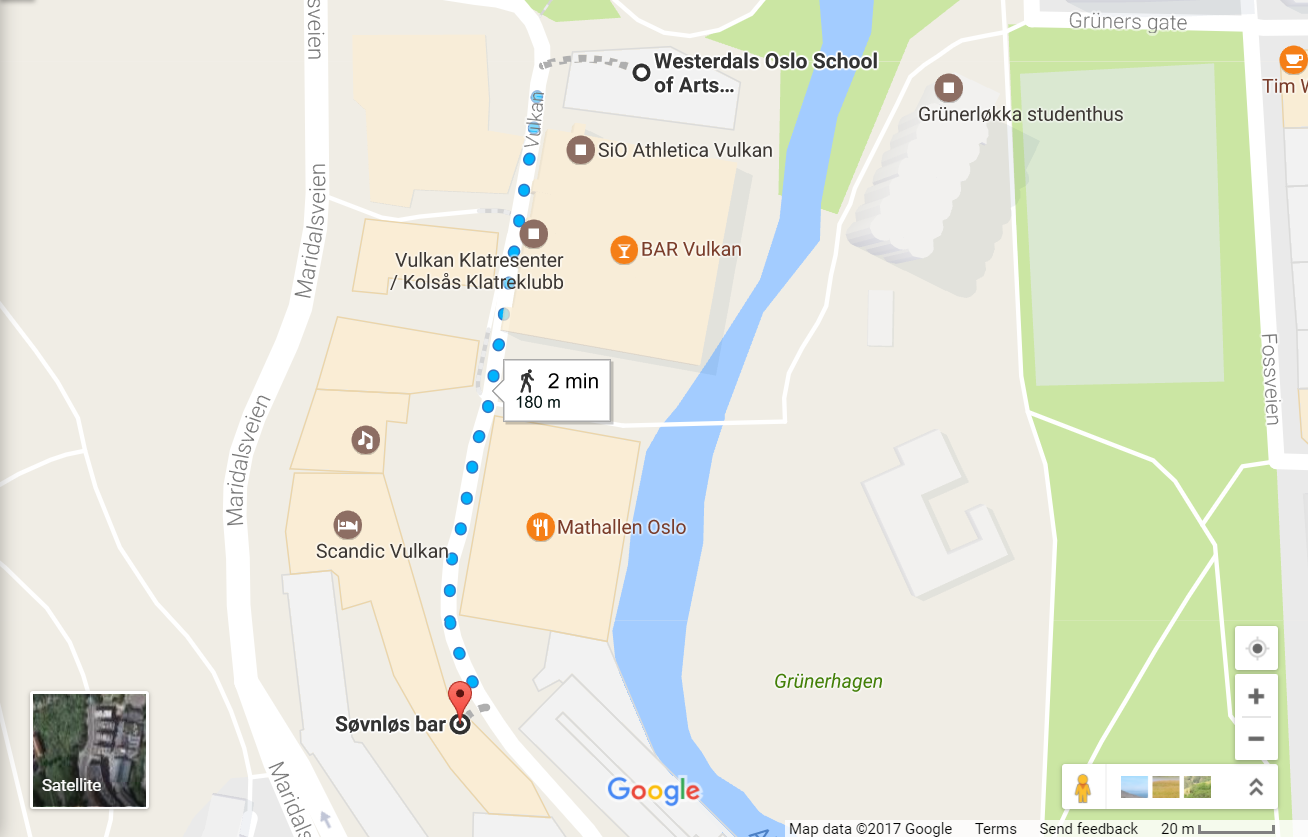 Maridalsveien
Grüners gate
Westerdals Oslo School
of Arts...
Tim W
Grünerløkka studenthus
Vulkan
SiO Athletica Vulkan
Maridalsveien
BAR Vulkan
Vulkan Klatresenter
/ Kolsås Klatreklubb
Fossveien
2 min
180 m
Maridalsveien
Mathallen Oslo
Scandic Vulkan
Grünerhagen
Søvnløs bar
Satellite
Maridals
Google
A
Map data ©2017 Google Terms Send feedback 20 m